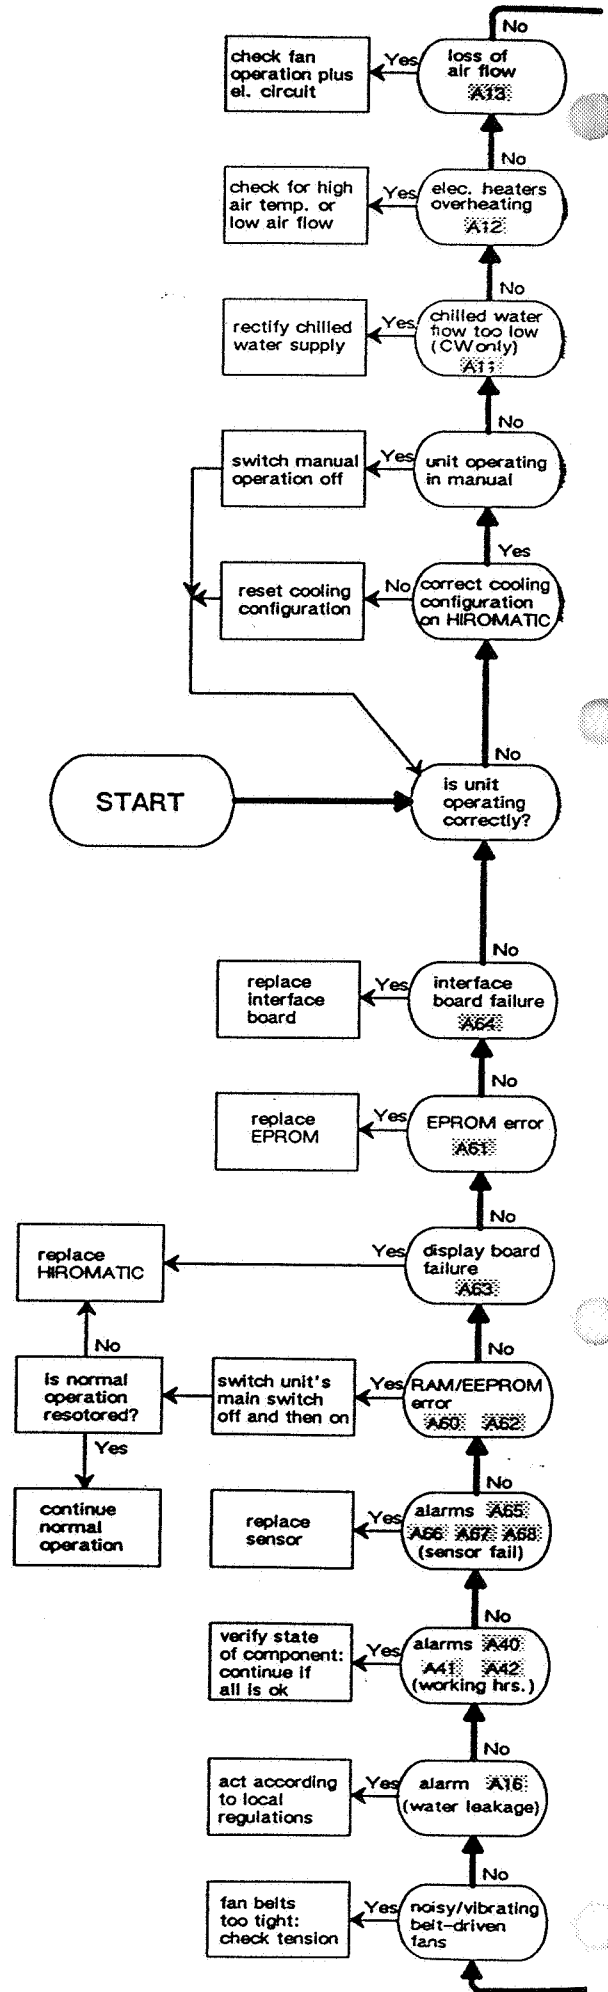 No
check fan
operation plus
el. circuit
Yes
loss of
air flow
A13
No
check for high
air temp. or
low air flow
Yes
elec. heaters
overheating
A12
No
rectify chilled
water supply
Yes
chilled water
flow too low
(CW only)
A11
No
switch manual
operation off
Yes
unit operating
in manual
Yes
reset cooling
configuration
No
correct cooling
configuration
on HIROMATIC
No
START
is unit
operating
correctly?
No
replace
interface
board
Yes
interface
board failure
A64
No
replace
EPROM
Yes
EPROM error
A61
No
replace
HIROMATIC
Yes
display board
failure
A63
No
No
is normal
operation
resotored?
switch unit's
main switch
off and then on
Yes
RAM/EEPROM
error
A60 A62
Yes
No
continue
normal
operation
replace
sensor
Yes
alarms A65
A66 A67 A68
(sensor fail)
No
verify state
of component:
continue if
all is ok
Yes
alarms A40
A41 A42
(working hrs.)
No
act according
to local
regulations
Yes
alarm A16
(water leakage)
No
fan belts
too tight:
check tension
Yes
noisy/vibrating
belt-driven
fans